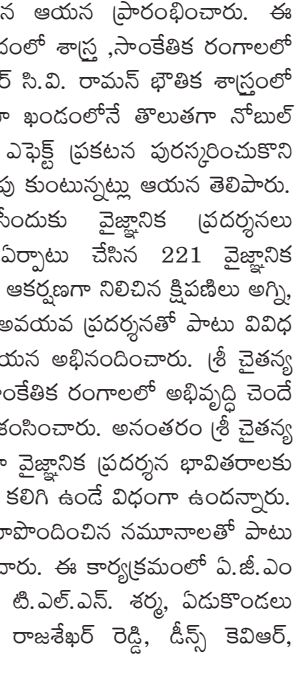 న ఆయన ప్రారంభించారు. ఈ
దంలో శాస్త్ర ,సాంకేతిక రంగాలలో
ర్ సి.వి. రామన్ భౌతిక శాస్త్రంలో
ా ఖండంలోనే తొలుతగా నోబుల్
ఎఫెక్ట్ ప్రకటన పురస్కరించుకొని
పు కుంటున్నట్లు ఆయన తెలిపారు.
సేందుకు వైజ్ఞానిక ప్రదర్శనలు
ఏర్పాటు చేసిన 221 వైజ్ఞానిక
ఆకర్షణగా నిలిచిన క్షిపణిలు అగ్ని,
అవయవ ప్రదర్శనతో పాటు వివిధ
యన అభినందించారు. శ్రీ చైతన్య
ాంకేతిక రంగాలలో అభివృద్ధి చెందే
శంసించారు. అనంతరం శ్రీ చైతన్య
ా వైజ్ఞానిక ప్రదర్శన భావితరాలకు
కలిగి ఉండే విధంగా ఉందన్నారు.
ూపొందించిన నమూనాలతో పాటు
చారు. ఈ కార్యక్రమంలో ఏ.జీ.ఎం
టి.ఎల్.ఎన్. శర్మ, ఏడుకొండలు
రాజశేఖర్ రెడ్డి, డీన్స్ కెవిఆర్,